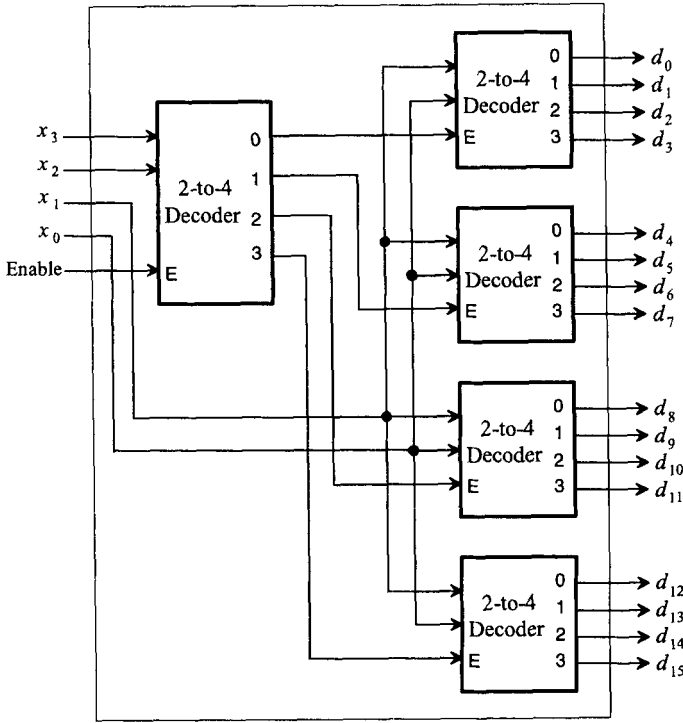 x₃
x₂
x₁
x₀
Enable
2-to-4
Decoder
E
0
1
2
3
2-to-4
Decoder
E
0
1
2
3
d₀
d₁
d₂
d₃
2-to-4
Decoder
E
0
1
2
3
d₄
d₅
d₆
d₇
2-to-4
Decoder
E
0
1
2
3
d₈
d₉
d₁₀
d₁₁
2-to-4
Decoder
E
0
1
2
3
d₁₂
d₁₃
d₁₄
d₁₅